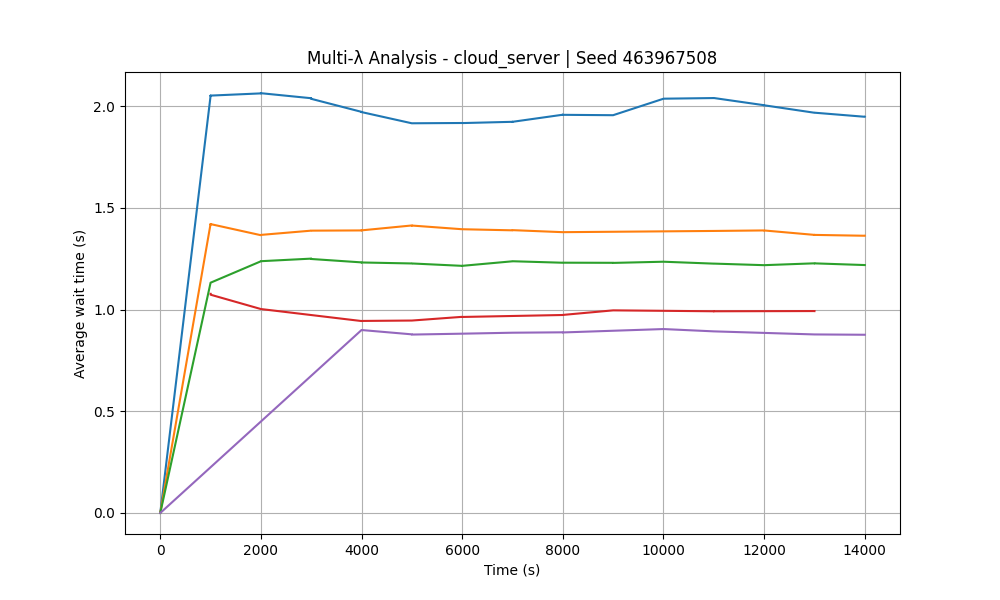 Multi-λ Analysis - cloud_server | Seed 463967508
Average wait time (s)
2.0
1.5
1.0
0.5
0.0
0 2000 4000 6000 8000 10000 12000 14000
Time (s)